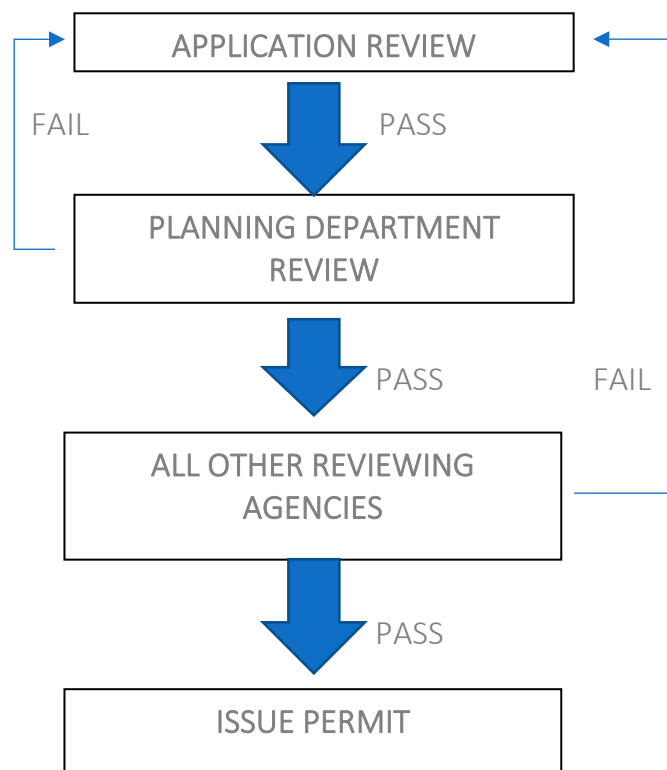 APPLICATION REVIEW
FAIL
PASS
PLANNING DEPARTMENT
REVIEW
PASS
FAIL
ALL OTHER REVIEWING
AGENCIES
PASS
ISSUE PERMIT